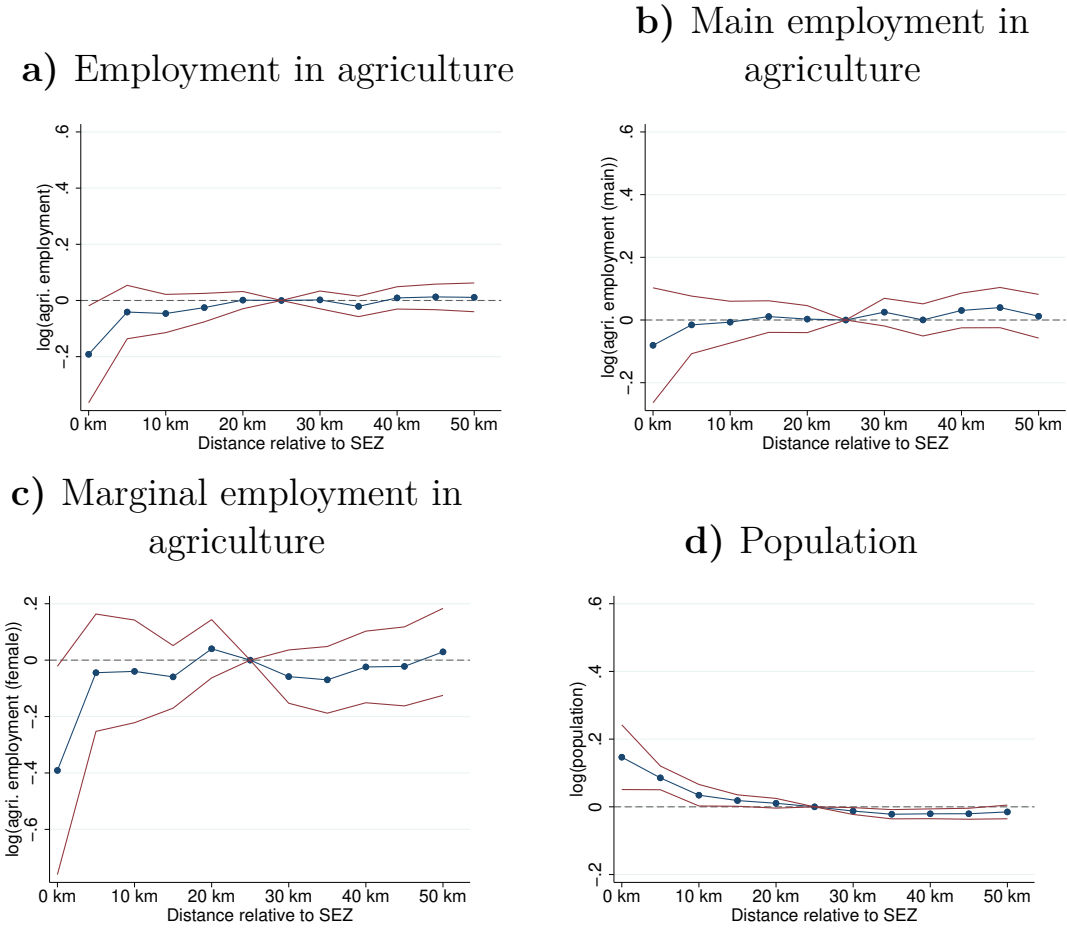 a) Employment in agriculture
log(agri. employment)
.6
.4
.2
0
-.2
0 km 10 km 20 km 30 km 40 km 50 km
Distance relative to SEZ
b) Main employment in
agriculture
log(agri. employment (main))
.6
.4
.2
0
-.2
0 km 10 km 20 km 30 km 40 km 50 km
Distance relative to SEZ
c) Marginal employment in
agriculture
log(agri. employment (female))
.2
0
-.2
-.4
-.6
0 km 10 km 20 km 30 km 40 km 50 km
Distance relative to SEZ
d) Population
log(population)
.6
.4
.2
0
-.2
0 km 10 km 20 km 30 km 40 km 50 km
Distance relative to SEZ